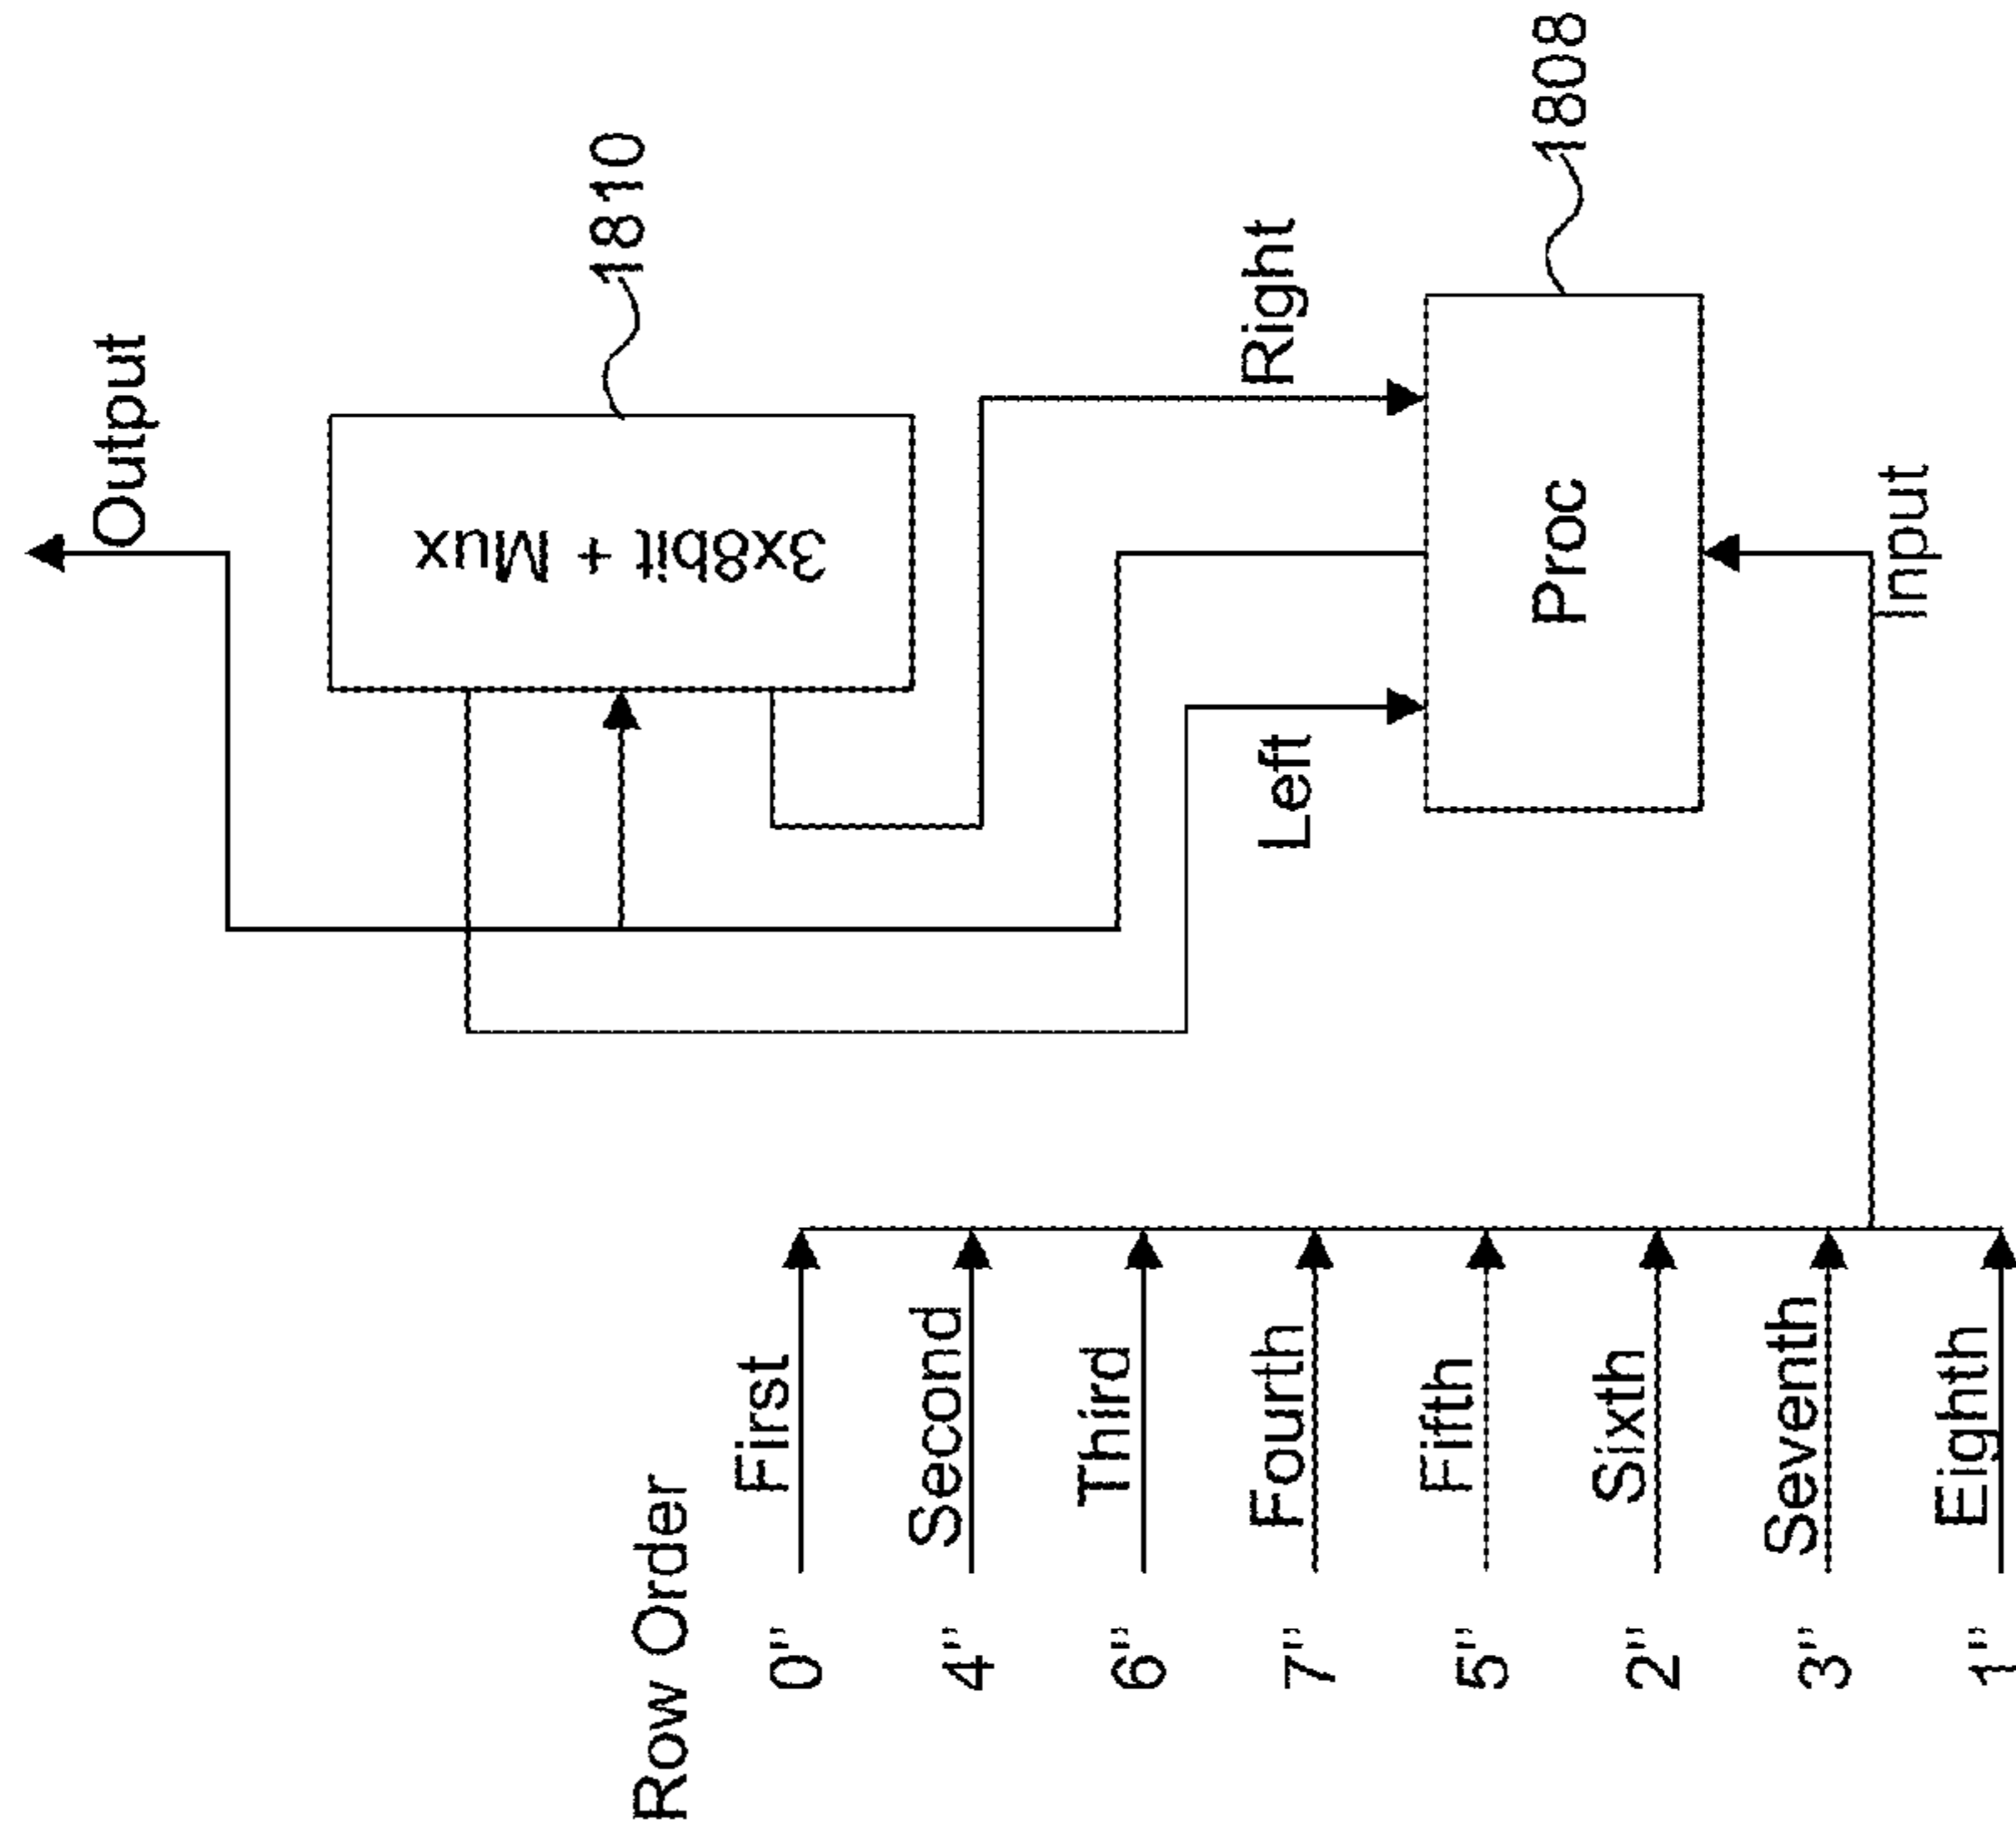 Output
1810
3x8bit + Mux
Right
Left
1808
Proc
Input
Row Order
0" First
4" Second
6" Third
7" Fourth
5" Fifth
2" Sixth
3" Seventh
1" Eighth